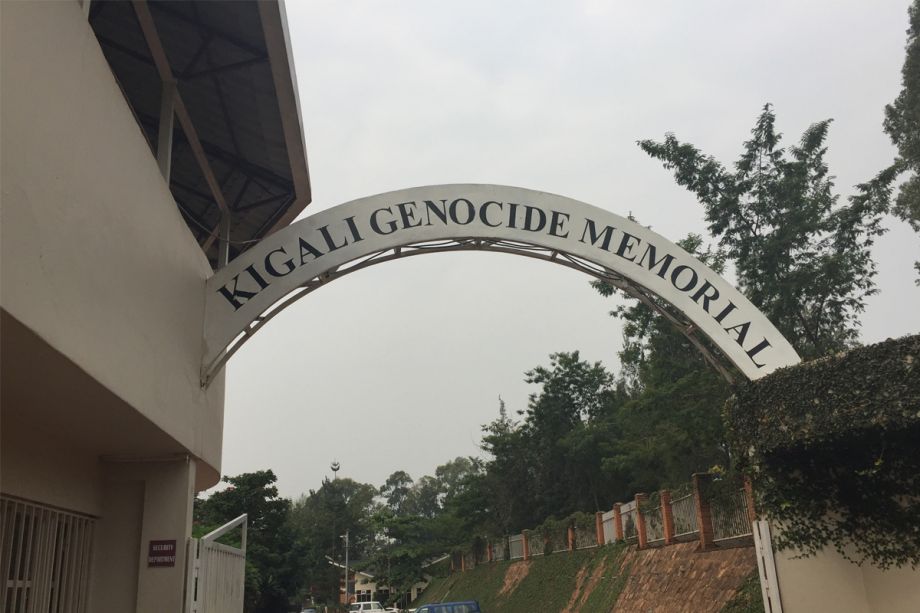 KIGALI GENOCIDE MEMORIAL
SECURITY
DEPARTMENT